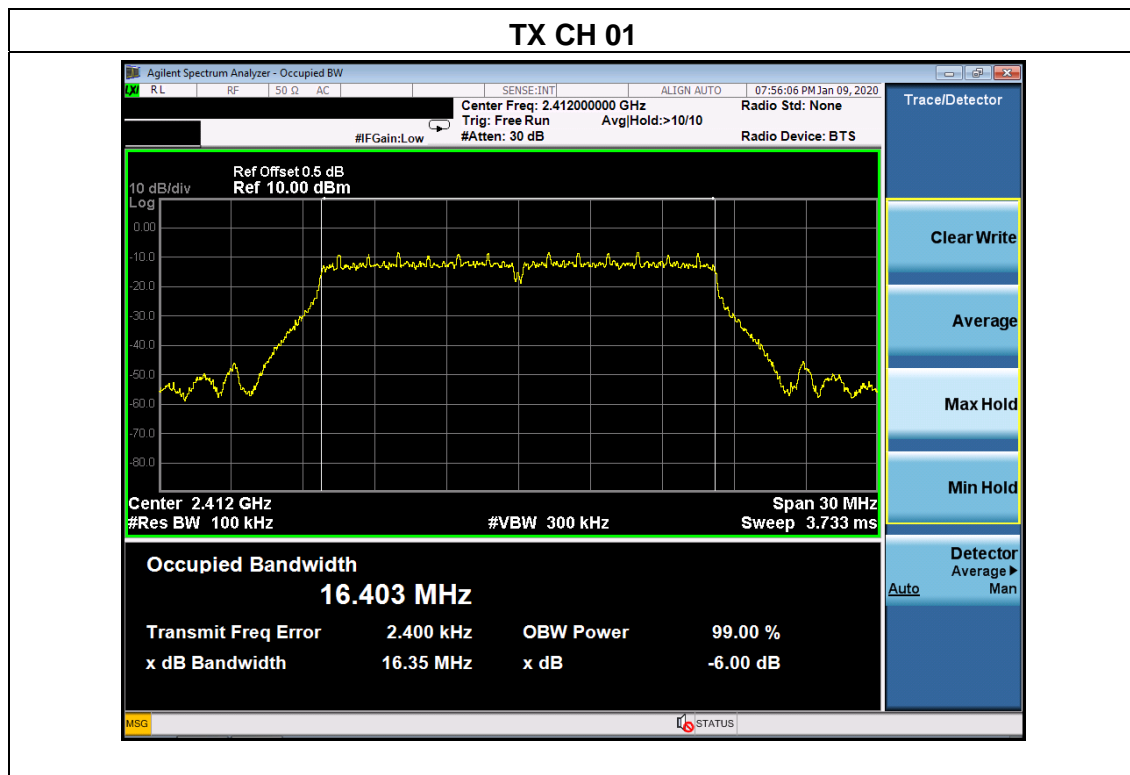 TX CH 01
Agilent Spectrum Analyzer - Occupied BW
LXI RL RF 50 Ω AC SENSE:INT ALIGN AUTO 07:56:06 PM Jan 09, 2020
Center Freq: 2.412000000 GHz Radio Std: None
Trig: Free Run Avg|Hold:>10/10
#IFGain:Low #Atten: 30 dB Radio Device: BTS
Ref Offset 0.5 dB
10 dB/div Ref 10.00 dBm
Log
0.00
-10.0
-20.0
-30.0
-40.0
-50.0
-60.0
-70.0
-80.0
Center 2.412 GHz Span 30 MHz
#Res BW 100 kHz #VBW 300 kHz Sweep 3.733 ms
Occupied Bandwidth
16.403 MHz
Transmit Freq Error 2.400 kHz OBW Power 99.00 %
x dB Bandwidth 16.35 MHz x dB -6.00 dB
MSG STATUS
Trace/Detector
Clear Write
Average
Max Hold
Min Hold
Detector
Average▶
Auto Man